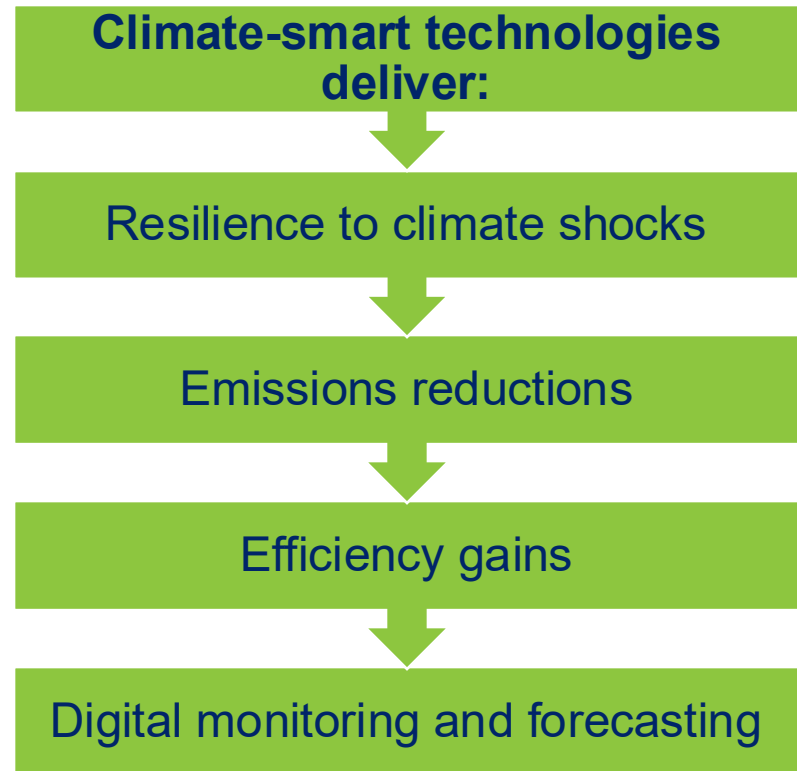 Climate-smart technologies
deliver:
Resilience to climate shocks
Emissions reductions
Efficiency gains
Digital monitoring and forecasting